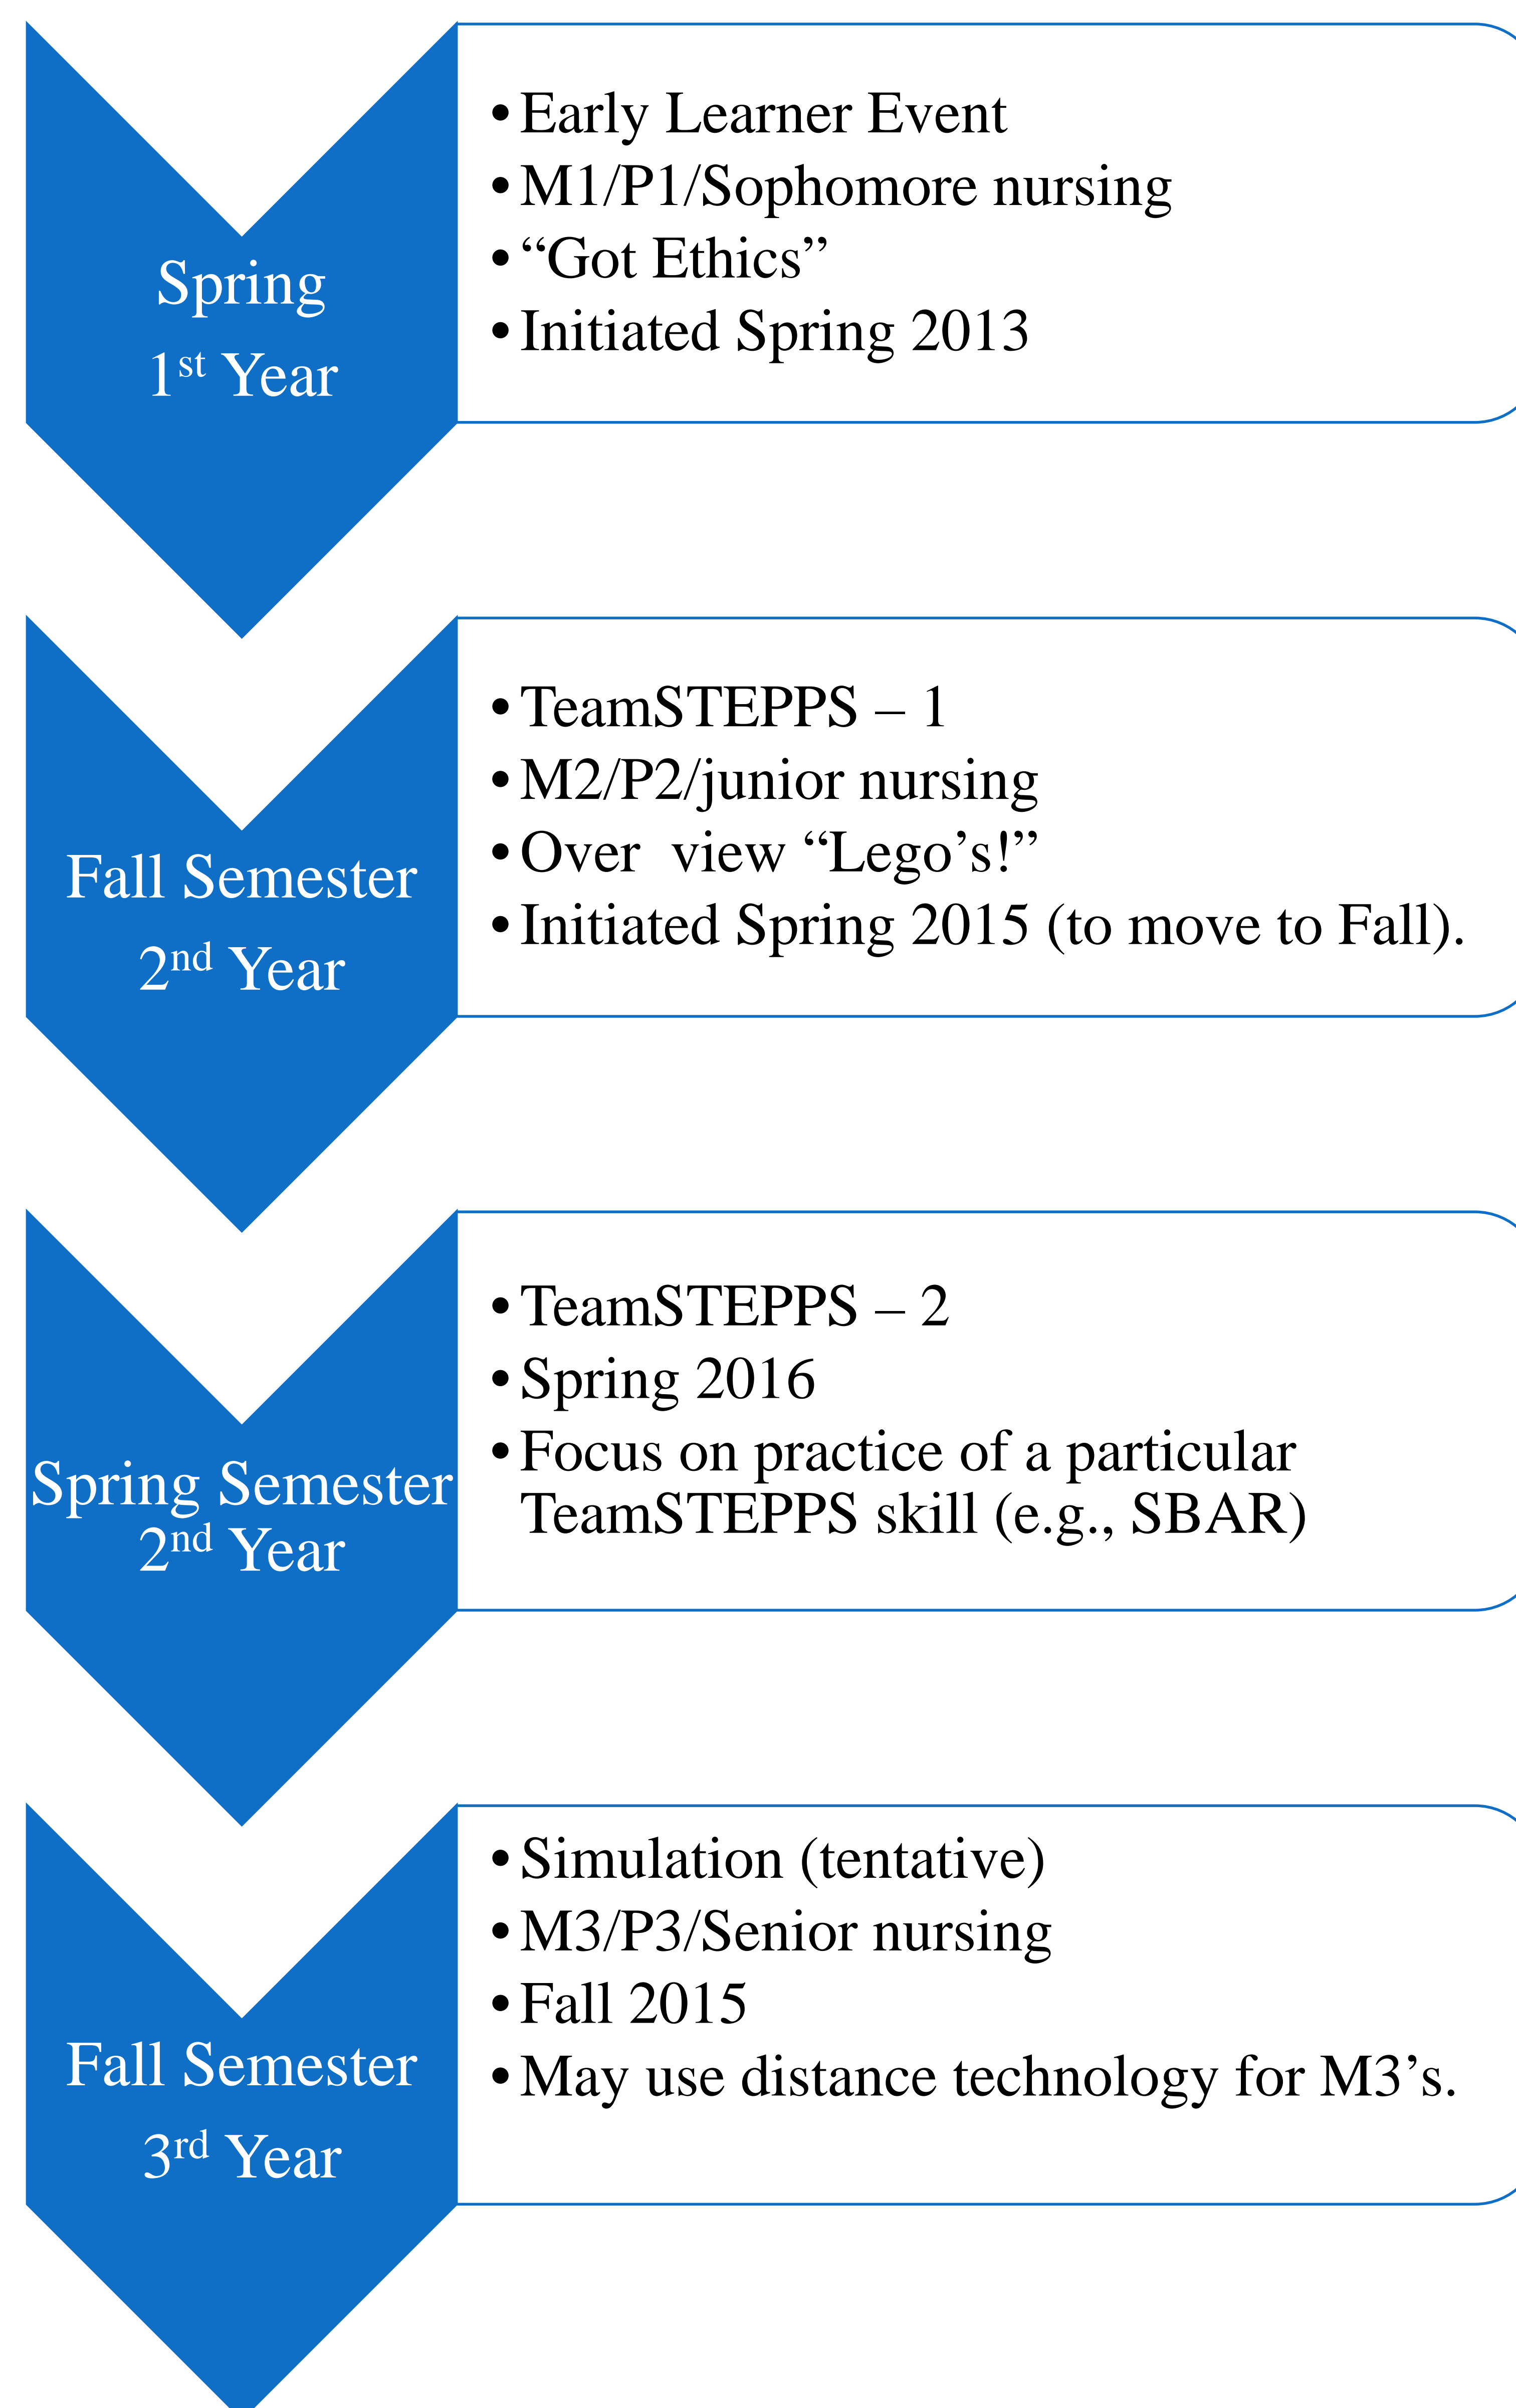 Spring
1st Year
• Early Learner Event
• M1/P1/Sophomore nursing
• “Got Ethics”
• Initiated Spring 2013
Fall Semester
2nd Year
• TeamSTEPPS – 1
• M2/P2/junior nursing
• Over  view “Lego’s!”
• Initiated Spring 2015 (to move to Fall).
Spring Semester
2nd Year
• TeamSTEPPS – 2
• Spring 2016
• Focus on practice of a particular
TeamSTEPPS skill (e.g., SBAR)
Fall Semester
3rd Year
• Simulation (tentative)
• M3/P3/Senior nursing
• Fall 2015
• May use distance technology for M3’s.